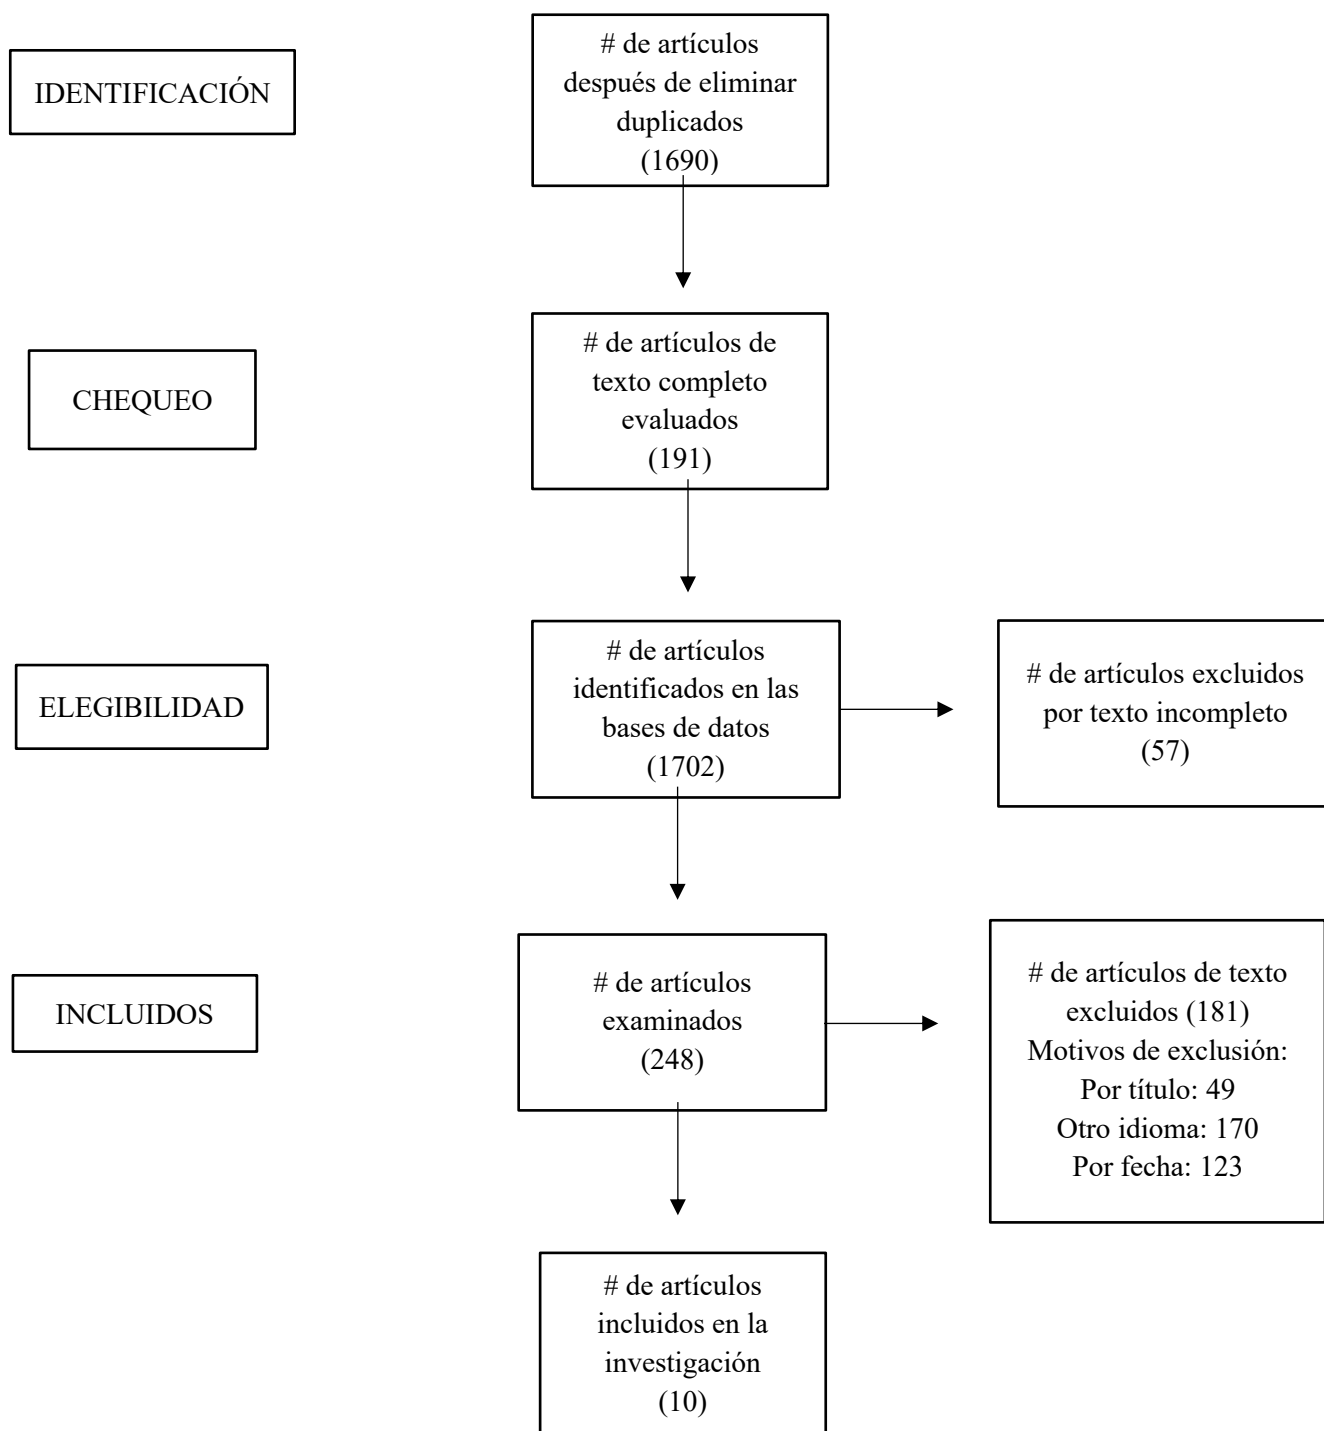 IDENTIFICACIÓN
# de artículos
después de eliminar
duplicados
(1690)
CHEQUEO
# de artículos de
texto completo
evaluados
(191)
ELEGIBILIDAD
# de artículos
identificados en las
bases de datos
(1702)
# de artículos excluidos
por texto incompleto
(57)
INCLUIDOS
# de artículos
examinados
(248)
# de artículos de texto
excluidos (181)
Motivos de exclusión:
Por título: 49
Otro idioma: 170
Por fecha: 123
# de artículos
incluidos en la
investigación
(10)